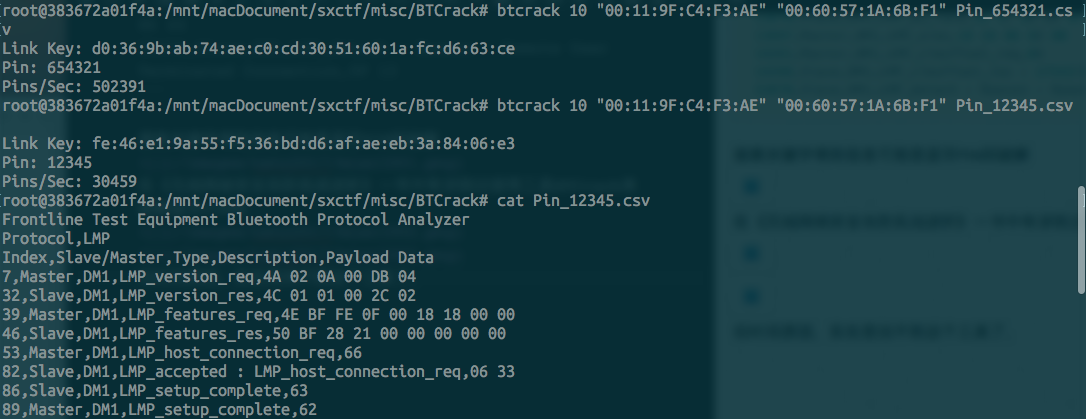 [root@383672a01f4a:/mnt/macDocument/sxctf/misc/BTCrack# btcrack 10 "00:11:9F:C4:F3:AE" "00:60:57:1A:6B:F1" Pin_654321.cs]
v
Link Key: d0:36:9b:ab:74:ae:c0:cd:30:51:60:1a:fc:d6:63:ce
Pin: 654321
Pins/Sec: 502391
[root@383672a01f4a:/mnt/macDocument/sxctf/misc/BTCrack# btcrack 10 "00:11:9F:C4:F3:AE" "00:60:57:1A:6B:F1" Pin_12345.csv ]
Link Key: fe:46:e1:9a:55:f5:36:bd:d6:af:ae:eb:3a:84:06:e3
Pin: 12345
Pins/Sec: 30459
[root@383672a01f4a:/mnt/macDocument/sxctf/misc/BTCrack# cat Pin_12345.csv ]
Frontline Test Equipment Bluetooth Protocol Analyzer
Protocol,LMP
Index,Slave/Master,Type,Description,Payload Data
7,Master,DM1,LMP_version_req,4A 02 0A 00 DB 04
32,Slave,DM1,LMP_version_res,4C 01 01 00 2C 02
39,Master,DM1,LMP_features_req,4E BF FE 0F 00 18 18 00 00
46,Slave,DM1,LMP_features_res,50 BF 28 21 00 00 00 00 00
53,Master,DM1,LMP_host_connection_req,66
82,Slave,DM1,LMP_accepted : LMP_host_connection_req,06 33
86,Slave,DM1,LMP_setup_complete,63
89,Master,DM1,LMP_setup_complete,62